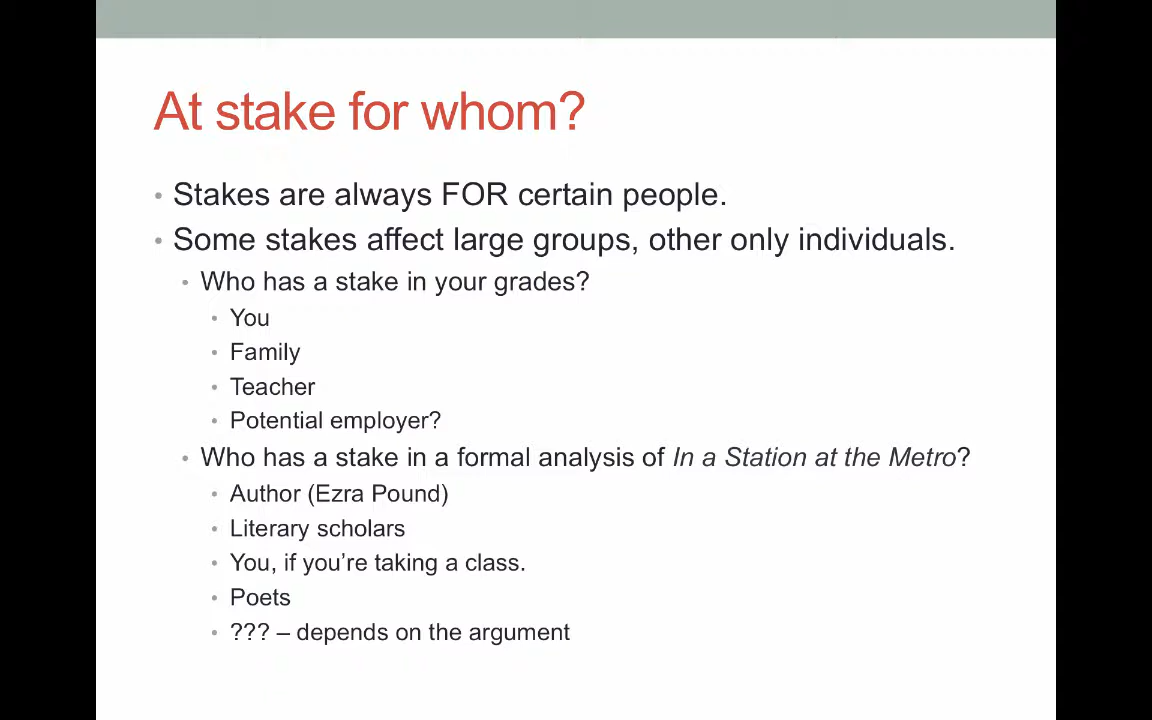 At stake for whom?
• Stakes are always FOR certain people.
• Some stakes affect large groups, other only individuals.
• Who has a stake in your grades?
• You
• Family
• Teacher
• Potential employer?
• Who has a stake in a formal analysis of In a Station at the Metro?
• Author (Ezra Pound)
• Literary scholars
• You, if you’re taking a class.
• Poets
• ??? – depends on the argument